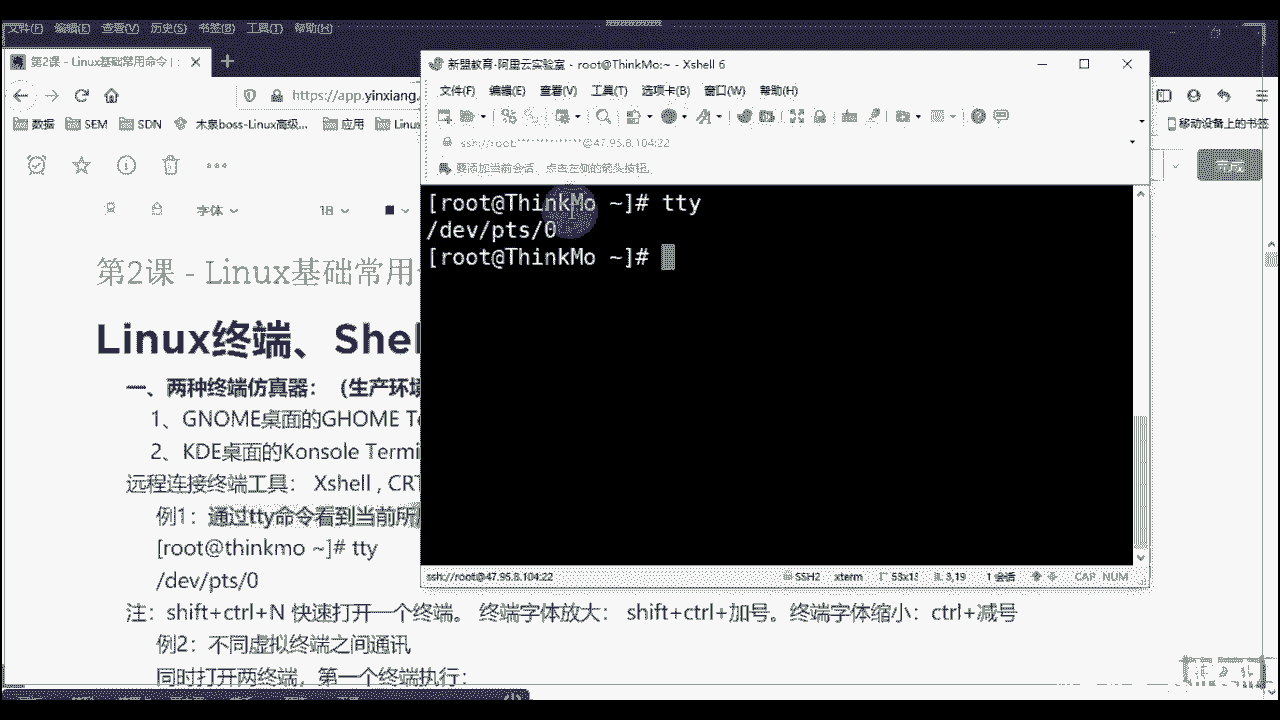 文件(F) 编辑(E) 查看(V) 历史(S) 书签(B) 工具(T) 帮助(H)
第2课 - Linux基础常用命令 |
https://app.yinxiang.
数据 SEM SDN 木泉boss-Linux高级... 应用 Linu
移动设备上的书签
字体 18
完成
第2课 - Linux基础常用
Linux终端、Shel
一、两种终端仿真器：（生产环境
1、GNOME桌面的GHOME Te
2、KDE桌面的Konsole Termi
远程连接终端工具： Xshell , CRT
例1：通过tty命令看到当前所
[root@thinkmo ~]# tty
/dev/pts/0
注：shift+ctrl+N 快速打开一个终端。 终端字体放大： shift+ctrl+加号。终端字体缩小：ctrl+减号
例2：不同虚拟终端之间通讯
同时打开两终端，第一个终端执行：
新盟教育-阿里云实验室 - root@ThinkMo:~ - Xshell 6
文件(F) 编辑(E) 查看(V) 工具(T) 选项卡(B) 窗口(W) 帮助(H)
ssh://root:************@47.95.8.104:22
要添加当前会话，点击左侧的箭头按钮。
[root@ThinkMo ~]# tty
/dev/pts/0
[root@ThinkMo ~]#
ssh://root@47.95.8.104:22 SSH2 xterm 3,19 1 会话 CAP NUM